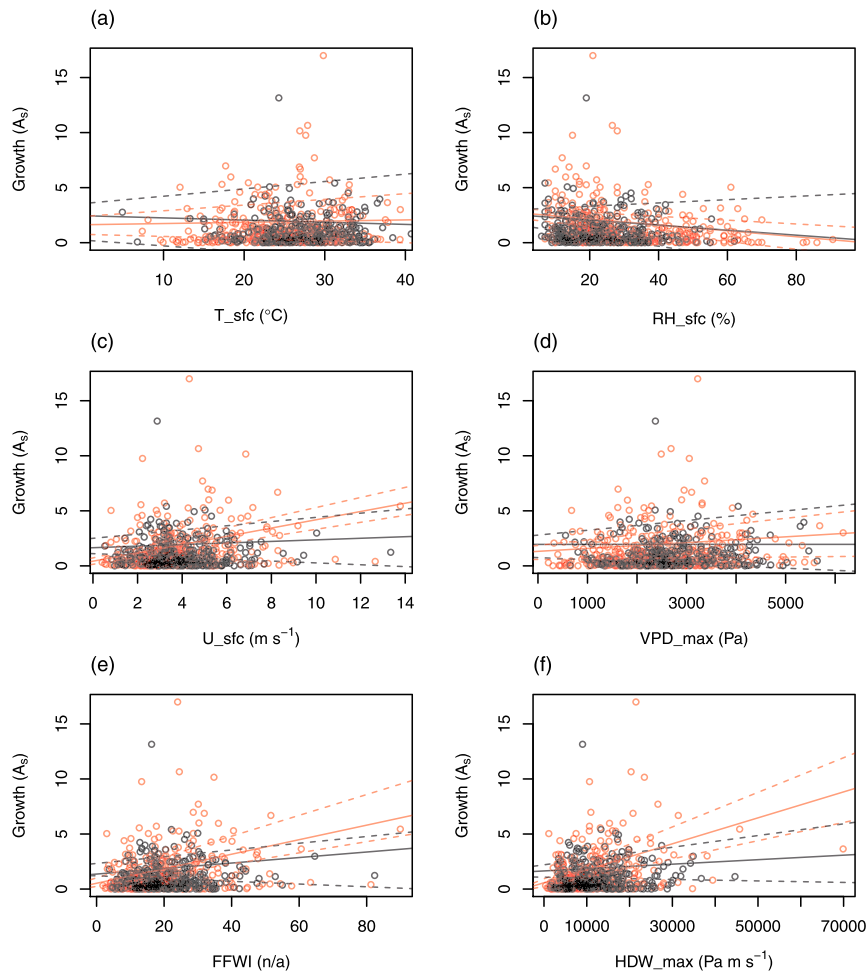 (a)
Growth (As)
0 5 10 15
10 20 30 40
T_sfc (°C)
(b)
Growth (As)
0 5 10 15
20 40 60 80
RH_sfc (%)
(c)
Growth (As)
0 5 10 15
0 2 4 6 8 10 12 14
U_sfc (m s−1)
(d)
Growth (As)
0 5 10 15
0 1000 3000 5000
VPD_max (Pa)
(e)
Growth (As)
0 5 10 15
0 20 40 60 80
FFWI (n/a)
(f)
Growth (As)
0 5 10 15
0 10000 30000 50000 70000
HDW_max (Pa m s−1)